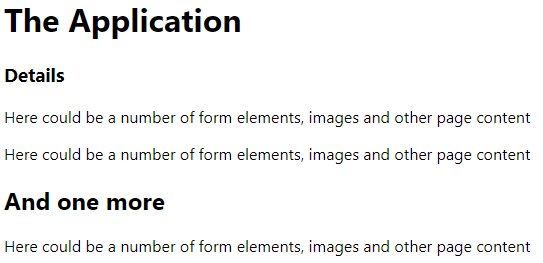 The Application
Details
Here could be a number of form elements, images and other page content
Here could be a number of form elements, images and other page content
And one more
Here could be a number of form elements, images and other page content